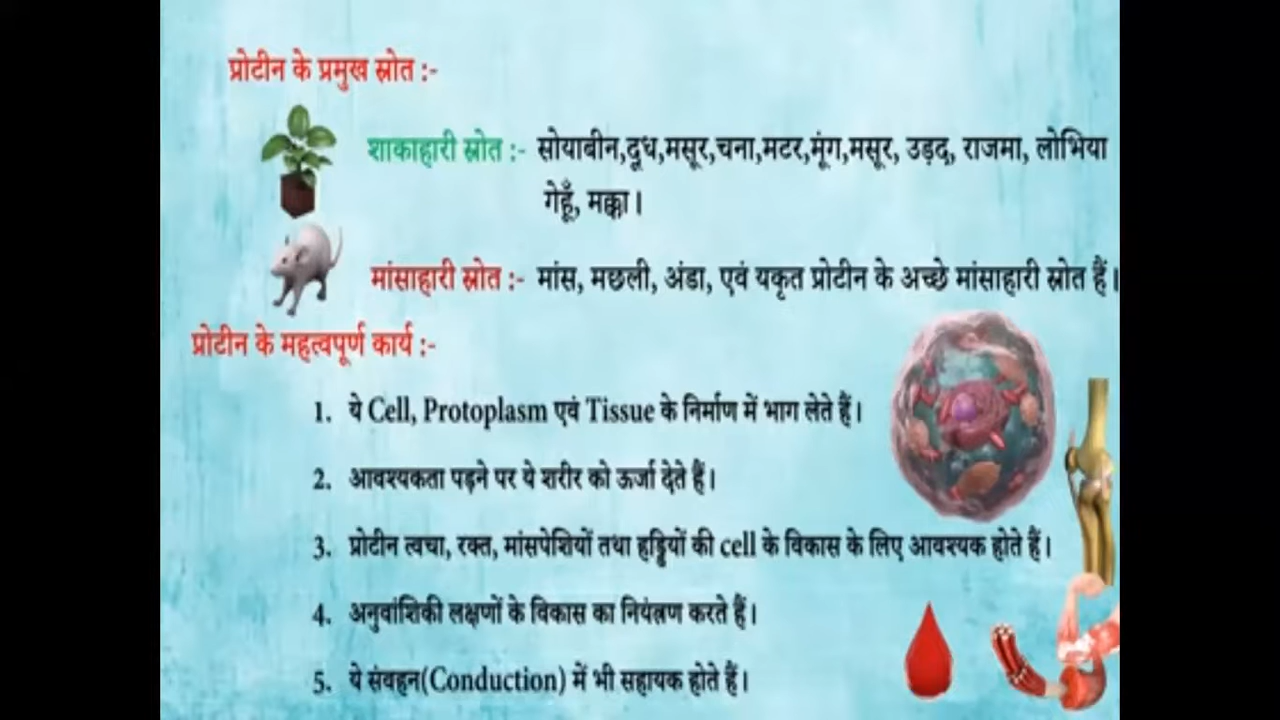 प्रोटीन के प्रमुख स्रोत :-
शाकाहारी स्रोत :- सोयाबीन,दूध,मसूर,चना,मटर,मूंग,मसूर, उड़द, राजमा, लोभिया
गेहूँ, मक्का।
मांसाहारी स्रोत :- मांस, मछली, अंडा, एवं यकृत प्रोटीन के अच्छे मांसाहारी स्रोत हैं।
प्रोटीन के महत्वपूर्ण कार्य :-
1. ये Cell, Protoplasm एवं Tissue के निर्माण में भाग लेते हैं।
2. आवश्यकता पड़ने पर ये शरीर को ऊर्जा देते हैं।
3. प्रोटीन त्वचा, रक्त, मांसपेशियों तथा हड्डियों की cell के विकास के लिए आवश्यक होते हैं।
4. अनुवांशिकी लक्षणों के विकास का नियंत्रण करते हैं।
5. ये संवहन(Conduction) में भी सहायक होते हैं।